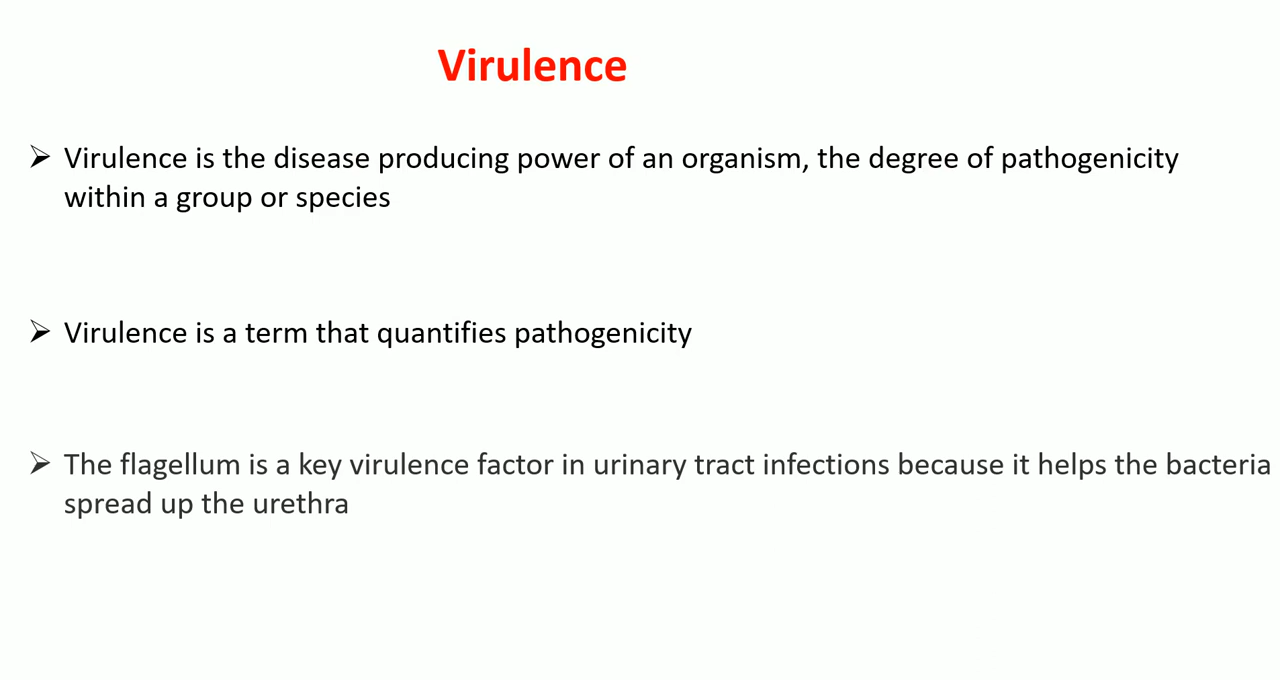 Virulence
➢ Virulence is the disease producing power of an organism, the degree of pathogenicity
within a group or species
➢ Virulence is a term that quantifies pathogenicity
➢ The flagellum is a key virulence factor in urinary tract infections because it helps the bacteria
spread up the urethra